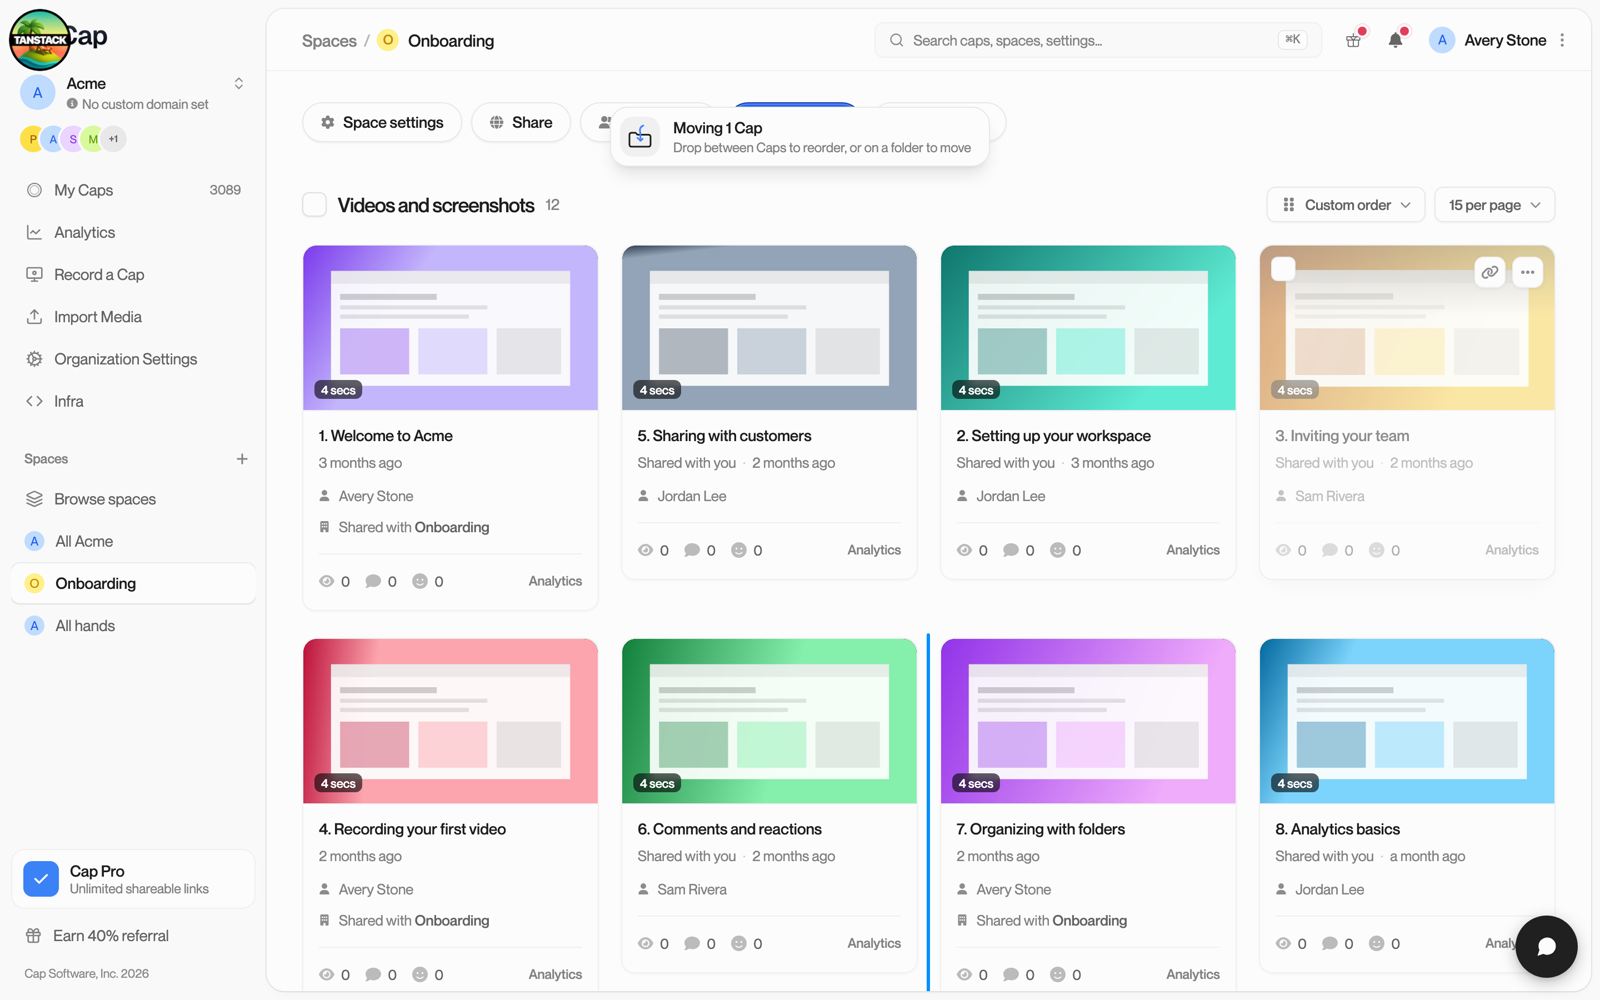 TANSTACK
Cap
Acme
No custom domain set
P A S M +1
My Caps 3089
Analytics
Record a Cap
Import Media
Organization Settings
Infra
Spaces
Browse spaces
A All Acme
O Onboarding
A All hands
Cap Pro
Unlimited shareable links
Earn 40% referral
Cap Software, Inc. 2026
Spaces / O Onboarding
Search caps, spaces, settings... ⌘K
A Avery Stone
Space settings
Share
Moving 1 Cap
Drop between Caps to reorder, or on a folder to move
Videos and screenshots 12
Custom order
15 per page
4 secs
1. Welcome to Acme
3 months ago
Avery Stone
Shared with Onboarding
0 0 0 Analytics
4 secs
5. Sharing with customers
Shared with you · 2 months ago
Jordan Lee
0 0 0 Analytics
4 secs
2. Setting up your workspace
Shared with you · 3 months ago
Jordan Lee
0 0 0 Analytics
4 secs
3. Inviting your team
Shared with you · 2 months ago
Sam Rivera
0 0 0 Analytics
4 secs
4. Recording your first video
2 months ago
Avery Stone
Shared with Onboarding
0 0 0 Analytics
4 secs
6. Comments and reactions
Shared with you · 2 months ago
Sam Rivera
0 0 0 Analytics
4 secs
7. Organizing with folders
2 months ago
Avery Stone
Shared with Onboarding
0 0 0 Analytics
4 secs
8. Analytics basics
Shared with you · a month ago
Jordan Lee
0 0 0